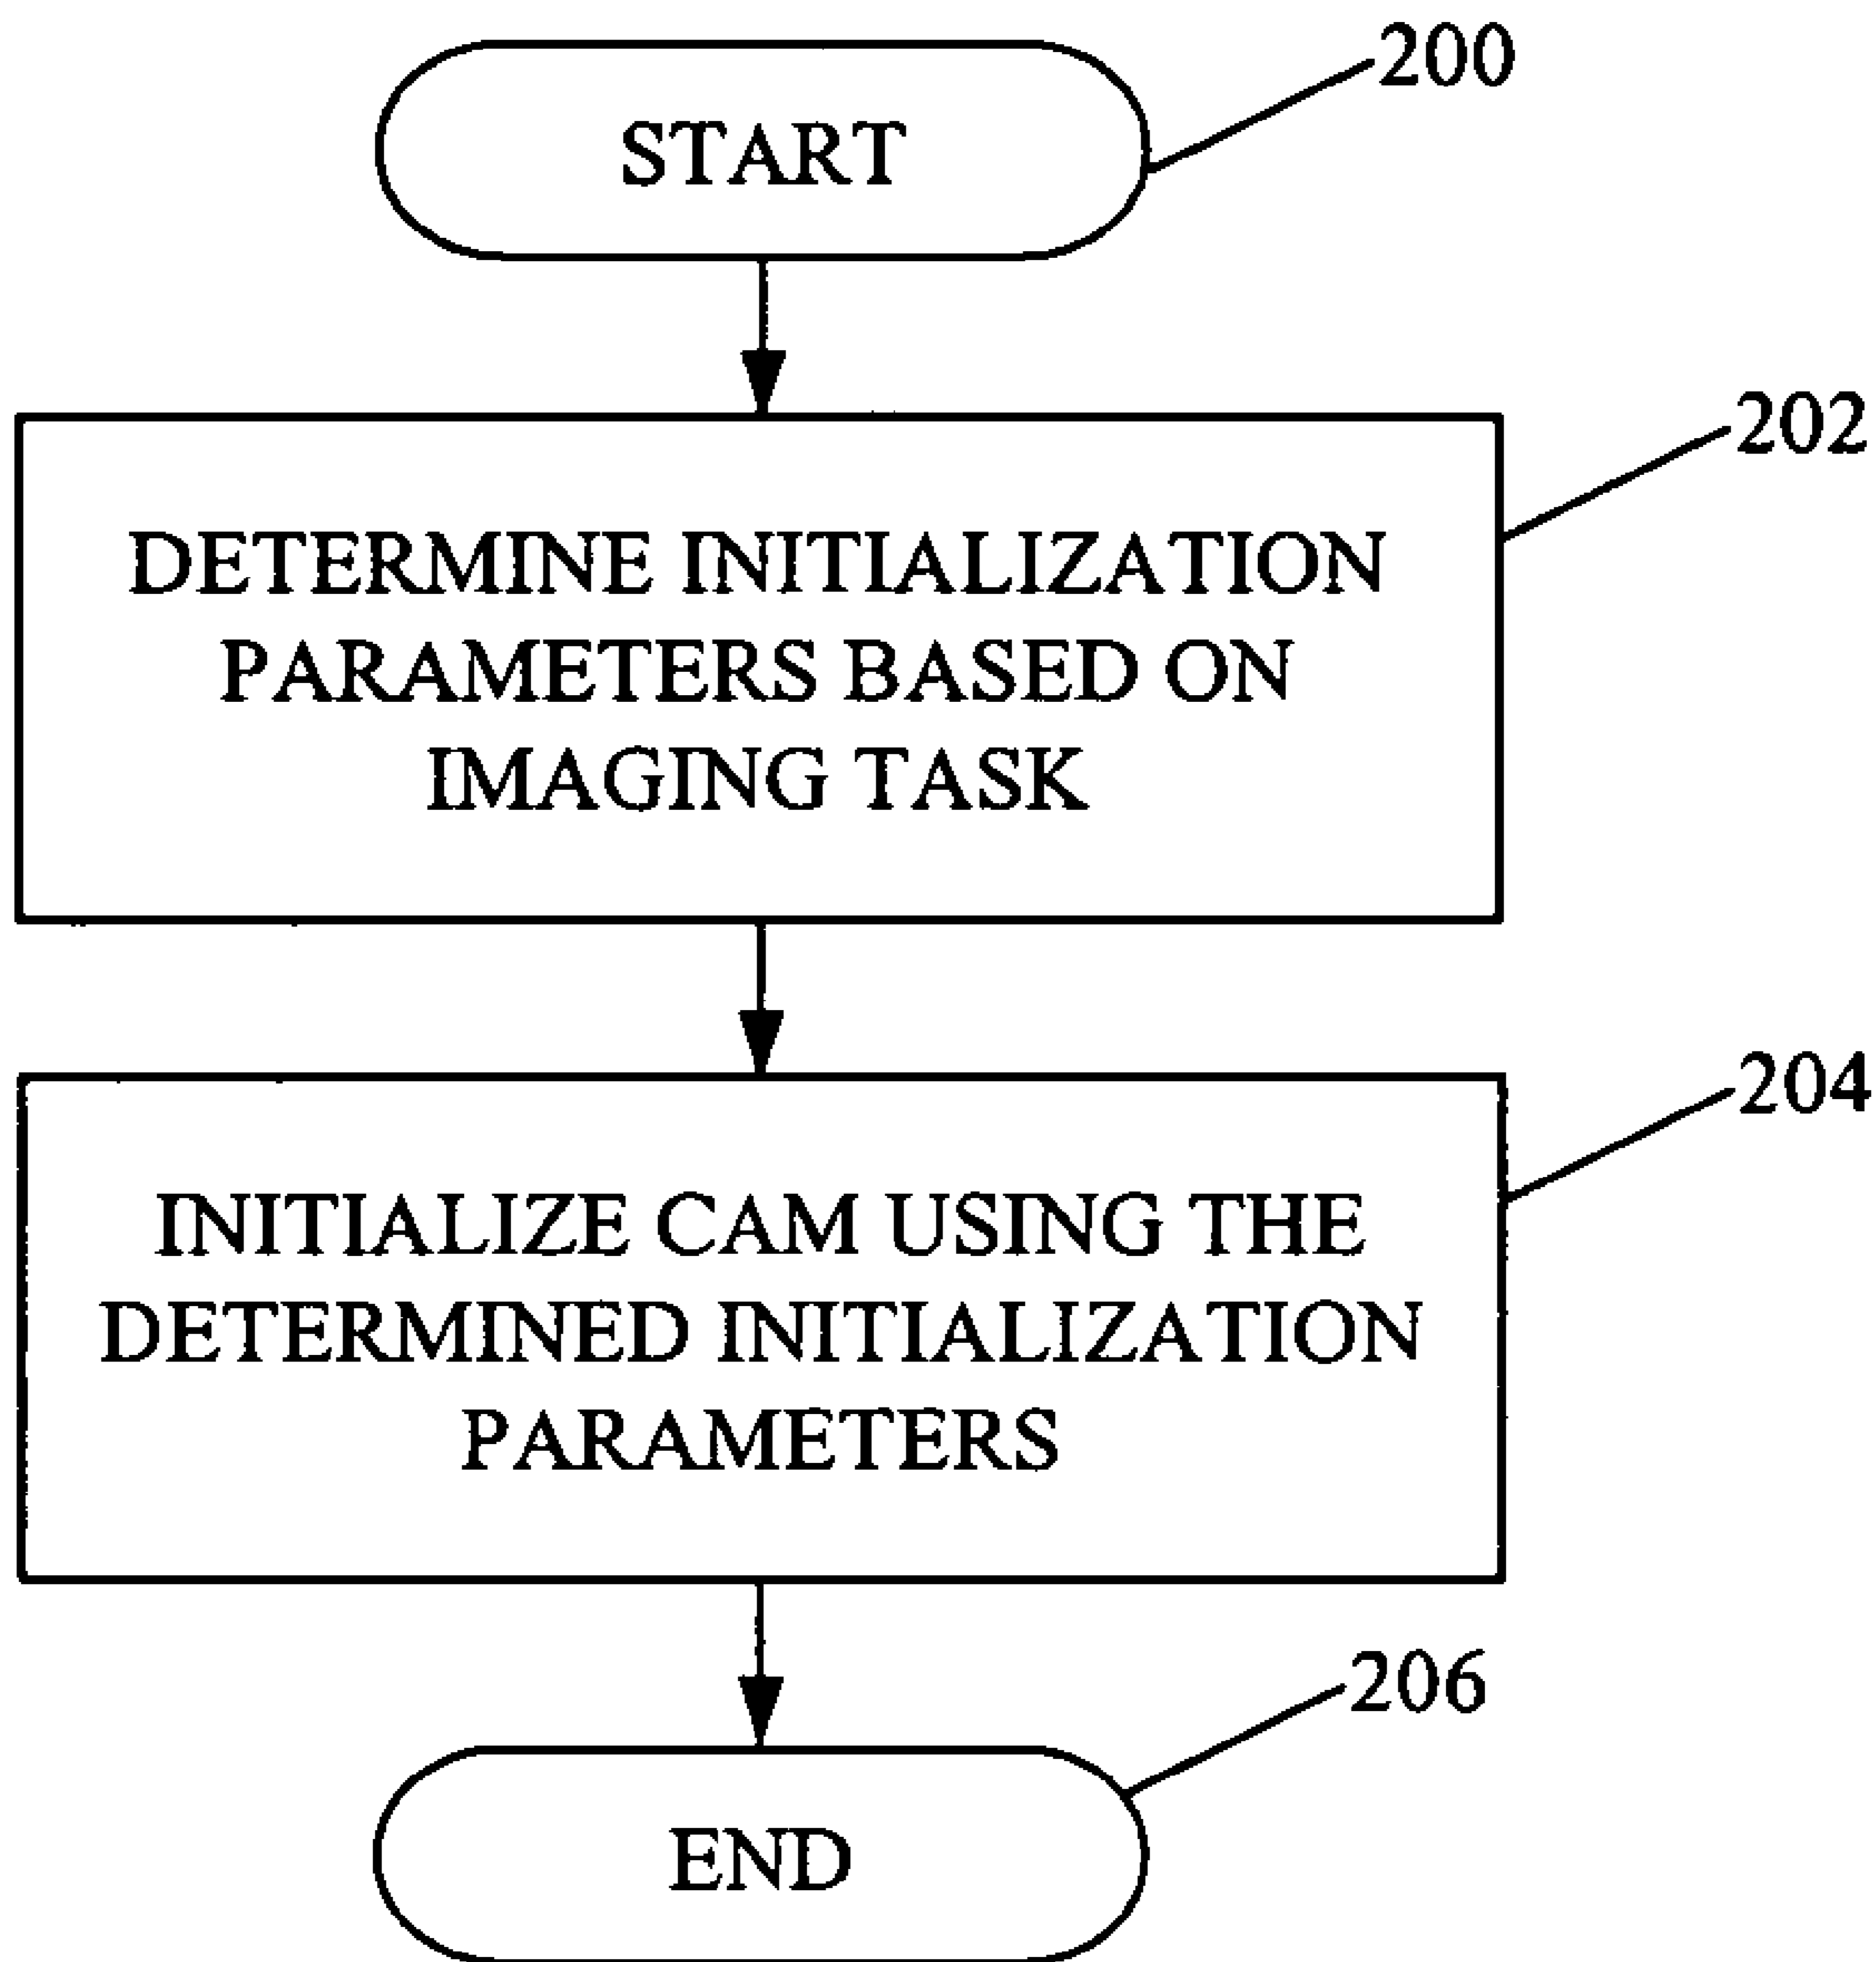 200
START
202
DETERMINE INITIALIZATION
PARAMETERS BASED ON
IMAGING TASK
204
INITIALIZE CAM USING THE
DETERMINED INITIALIZATION
PARAMETERS
206
END